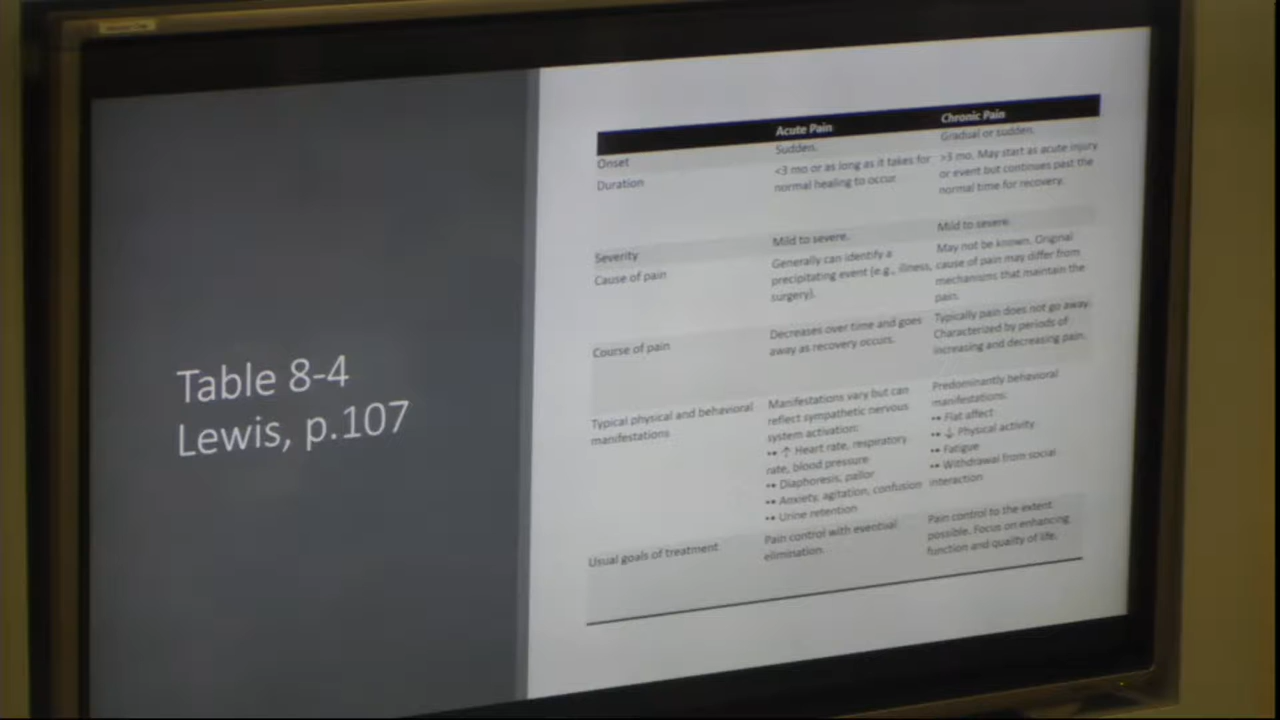 Table 8-4
Lewis, p.107
Acute Pain
Chronic Pain
Onset
Sudden.
Gradual or sudden.
Duration
<3 mo or as long as it takes for
normal healing to occur.
>3 mo. May start as acute injury
or event but continues past the
normal time for recovery.
Severity
Mild to severe.
Mild to severe.
Cause of pain
Generally can identify a
precipitating event (e.g., illness,
surgery).
May not be known. Original
cause of pain may differ from
mechanisms that maintain the
pain.
Course of pain
Decreases over time and goes
away as recovery occurs.
Typically pain does not go away.
Characterized by periods of
increasing and decreasing pain.
Typical physical and behavioral
manifestations
Manifestations vary but can
reflect sympathetic nervous
system activation:
•• ↑ Heart rate, respiratory
rate, blood pressure
•• Diaphoresis, pallor
•• Anxiety, agitation, confusion
•• Urine retention
Predominantly behavioral
manifestations:
•• Flat affect
•• ↓ Physical activity
•• Fatigue
•• Withdrawal from social
interaction
Usual goals of treatment
Pain control with eventual
elimination.
Pain control to the extent
possible. Focus on enhancing
function and quality of life.